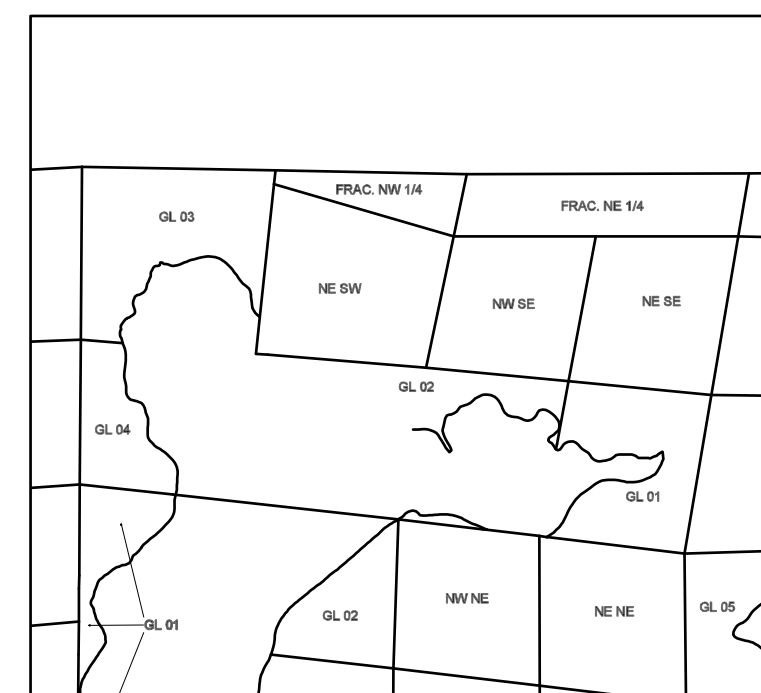 FRAC. NW 1/4
FRAC. NE 1/4
GL 03
NE SW
NW SE
NE SE
GL 02
GL 04
GL 01
NW NE
NE NE
GL 05
GL 02
GL 01